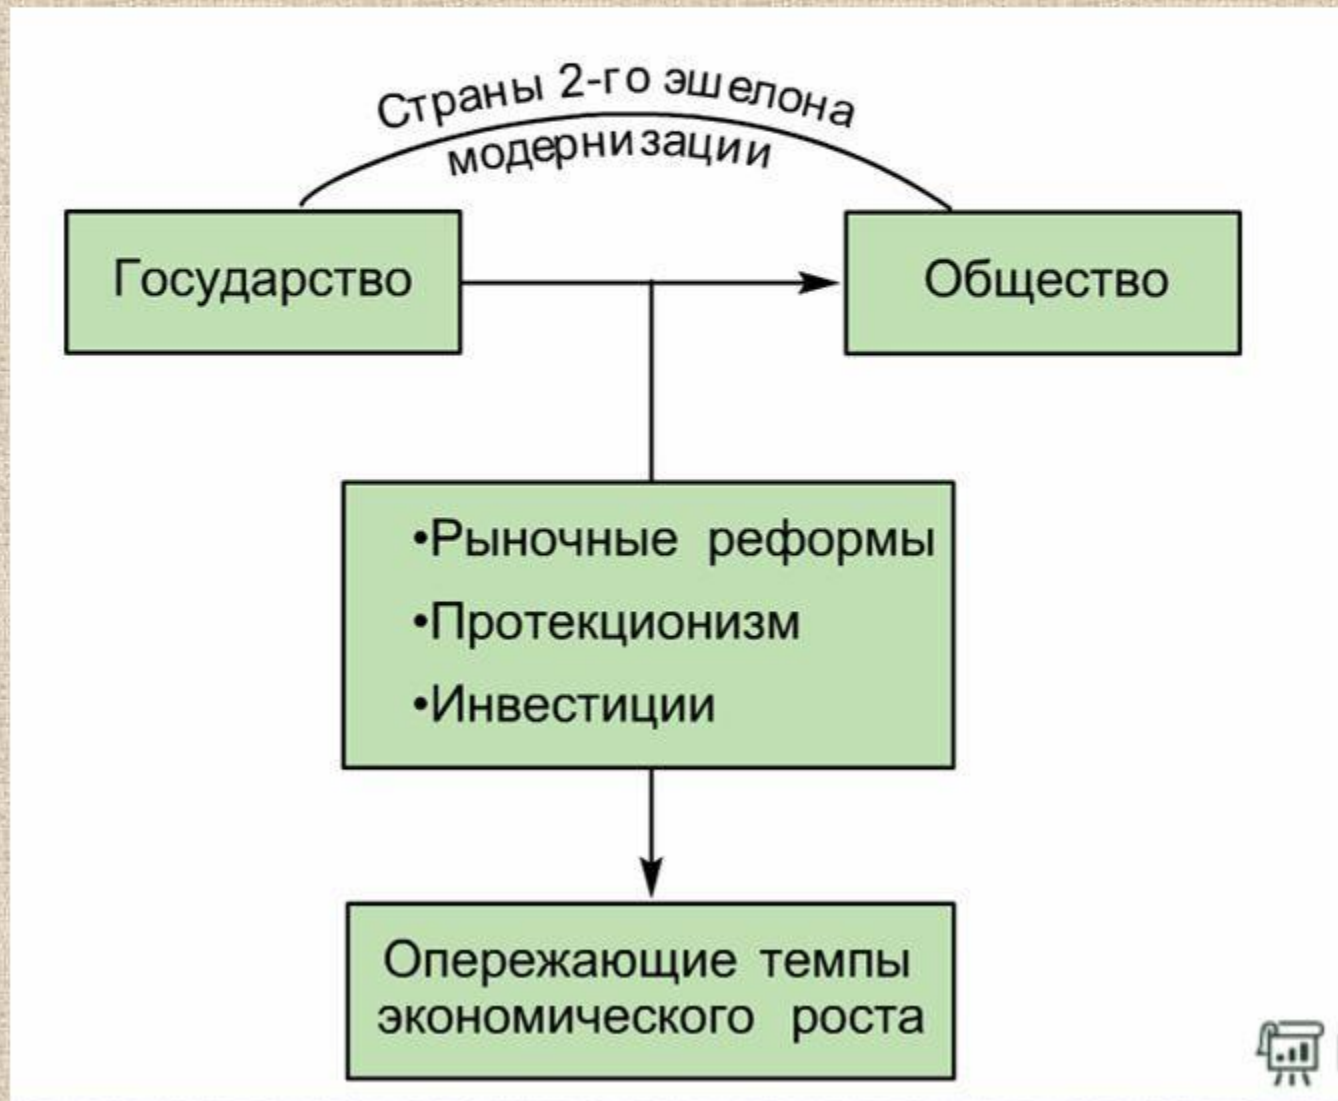 Страны 2-го эшелона
модернизации
Государство
Общество
•Рыночные реформы
•Протекционизм
•Инвестиции
Опережающие темпы
экономического роста